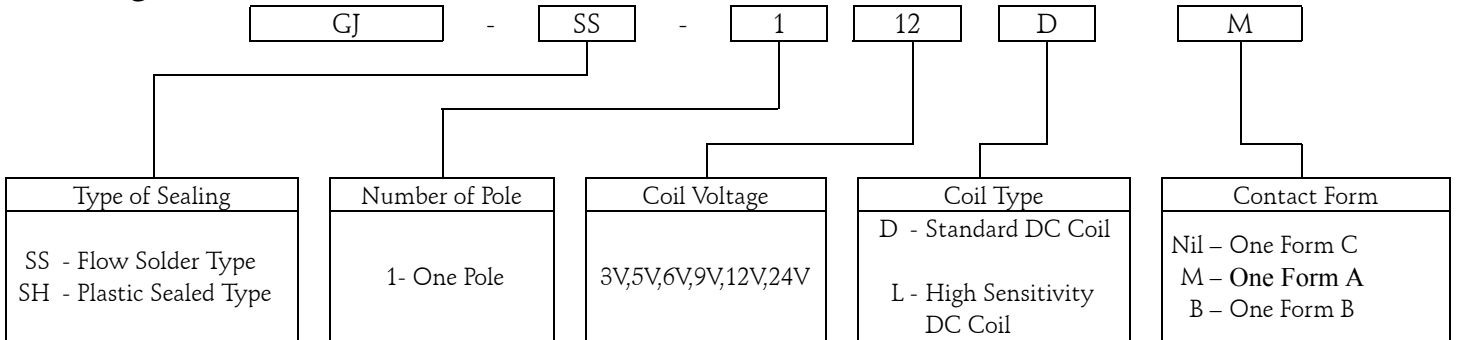 GJ - SS - 1 12 D M
Type of Sealing
SS - Flow Solder Type
SH - Plastic Sealed Type
Number of Pole
1- One Pole
Coil Voltage
3V,5V,6V,9V,12V,24V
Coil Type
D - Standard DC Coil
L - High Sensitivity
DC Coil
Contact Form
Nil – One Form C
M – One Form A
B – One Form B